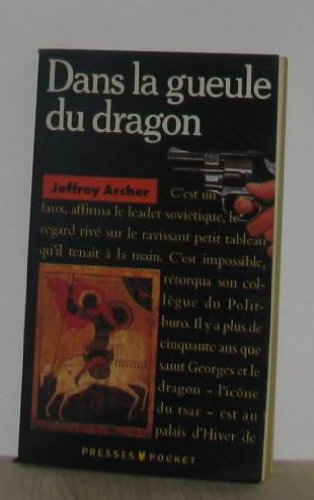 Dans la gueule
du dragon
Jeffrey Archer
C'est un
faux, affirma le leader soviétique, le
regard rivé sur le ravissant petit tableau
qu'il tenait à la main. C'est impossible,
rétorqua son col-
lègue du Polit-
buro. Il y a plus de
cinquante ans que
saint Georges et le
dragon – l'icône
du tsar – est au
palais d'Hiver de
PRESSES POCKET